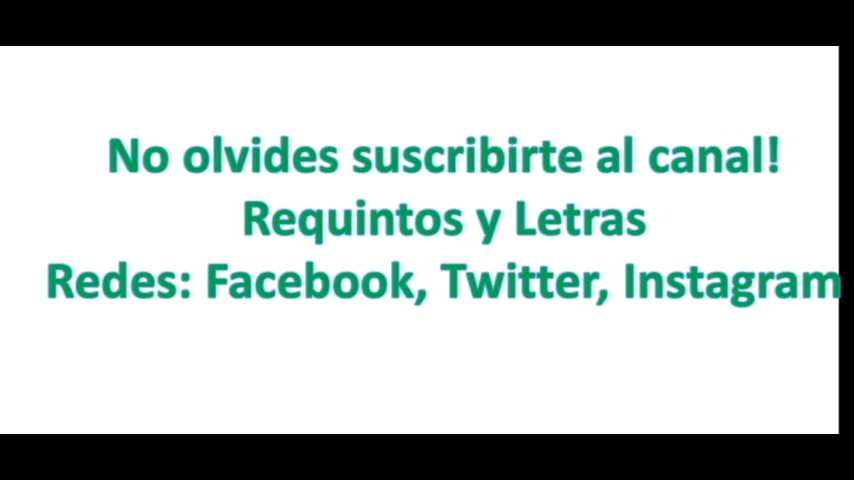 No olvides suscribirte al canal!
Requintos y Letras
Redes: Facebook, Twitter, Instagram